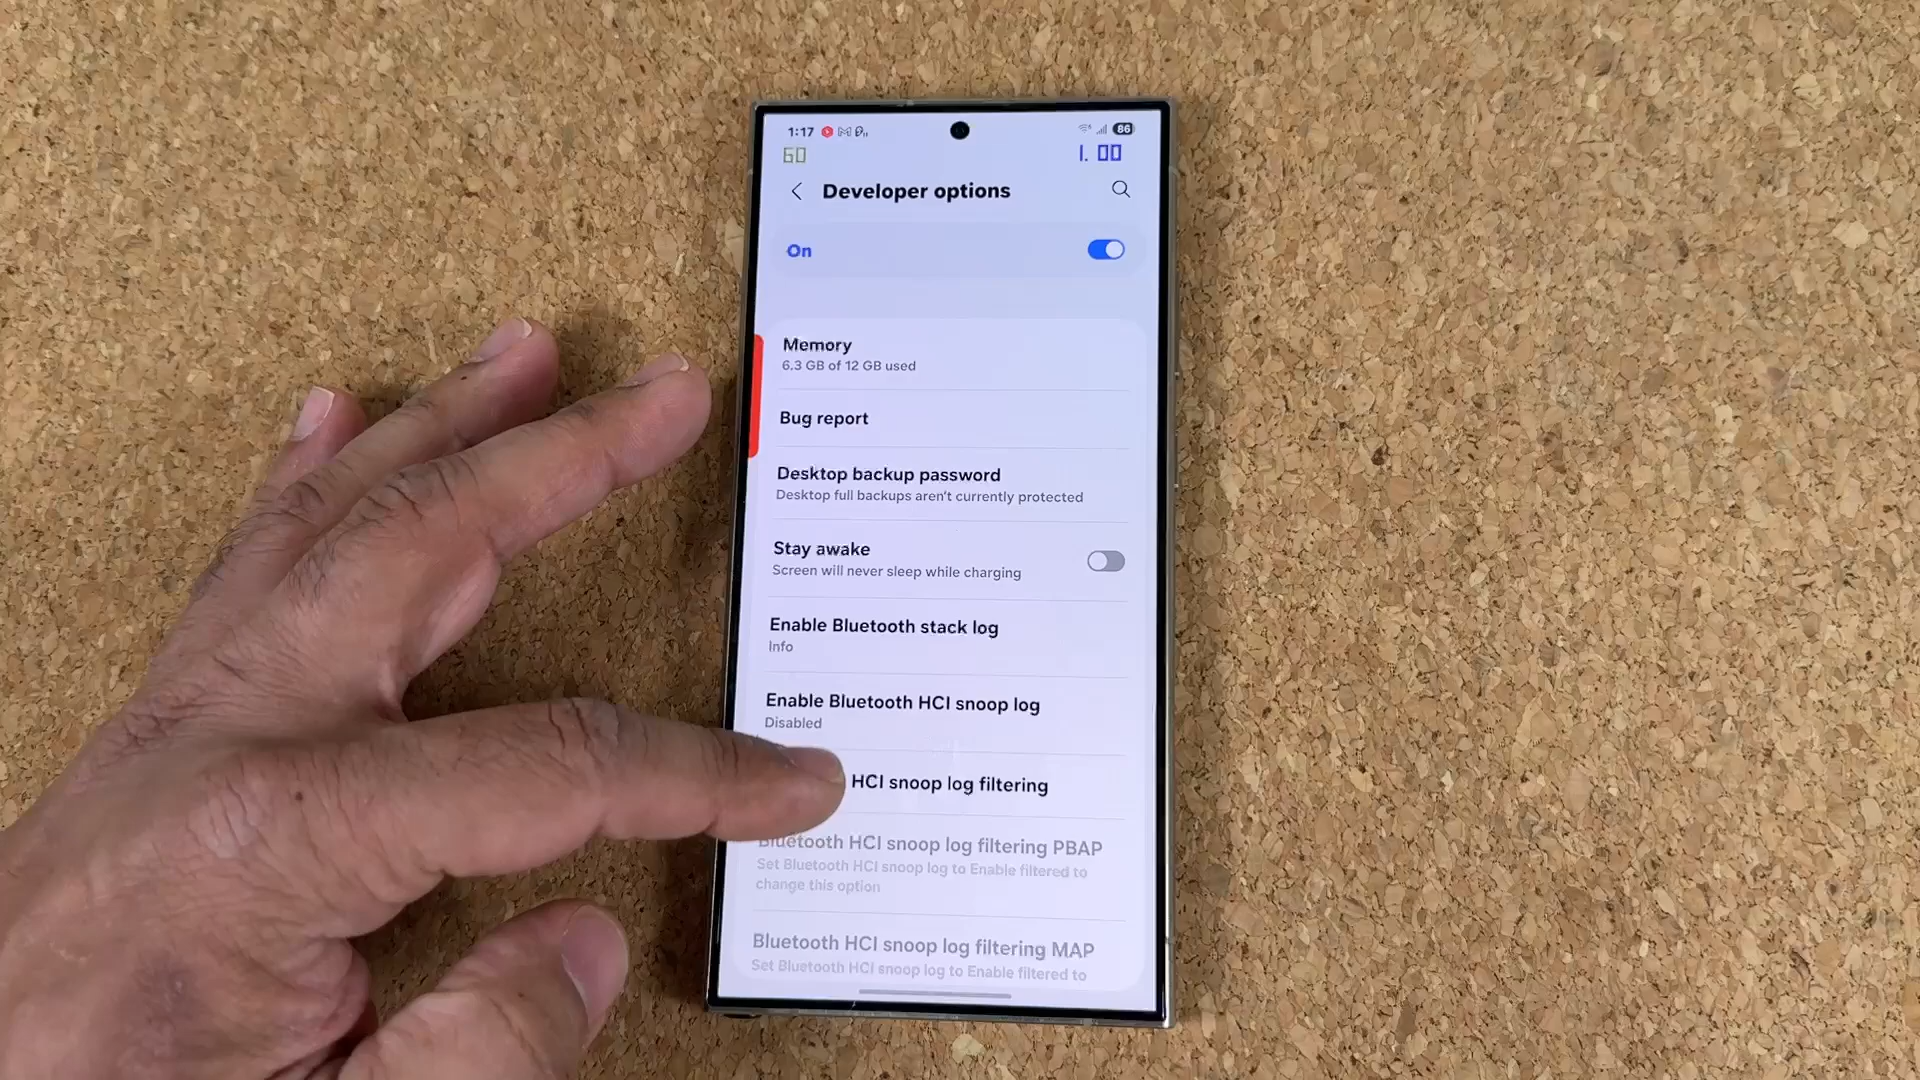 1:17 86
60 1.00
Developer options
On
Memory
6.3 GB of 12 GB used
Bug report
Desktop backup password
Desktop full backups aren't currently protected
Stay awake
Screen will never sleep while charging
Enable Bluetooth stack log
Info
Enable Bluetooth HCI snoop log
Disabled
HCI snoop log filtering
Bluetooth HCI snoop log filtering PBAP
Set Bluetooth HCI snoop log to Enable filtered to
change this option
Bluetooth HCI snoop log filtering MAP
Set Bluetooth HCI snoop log to Enable filtered to